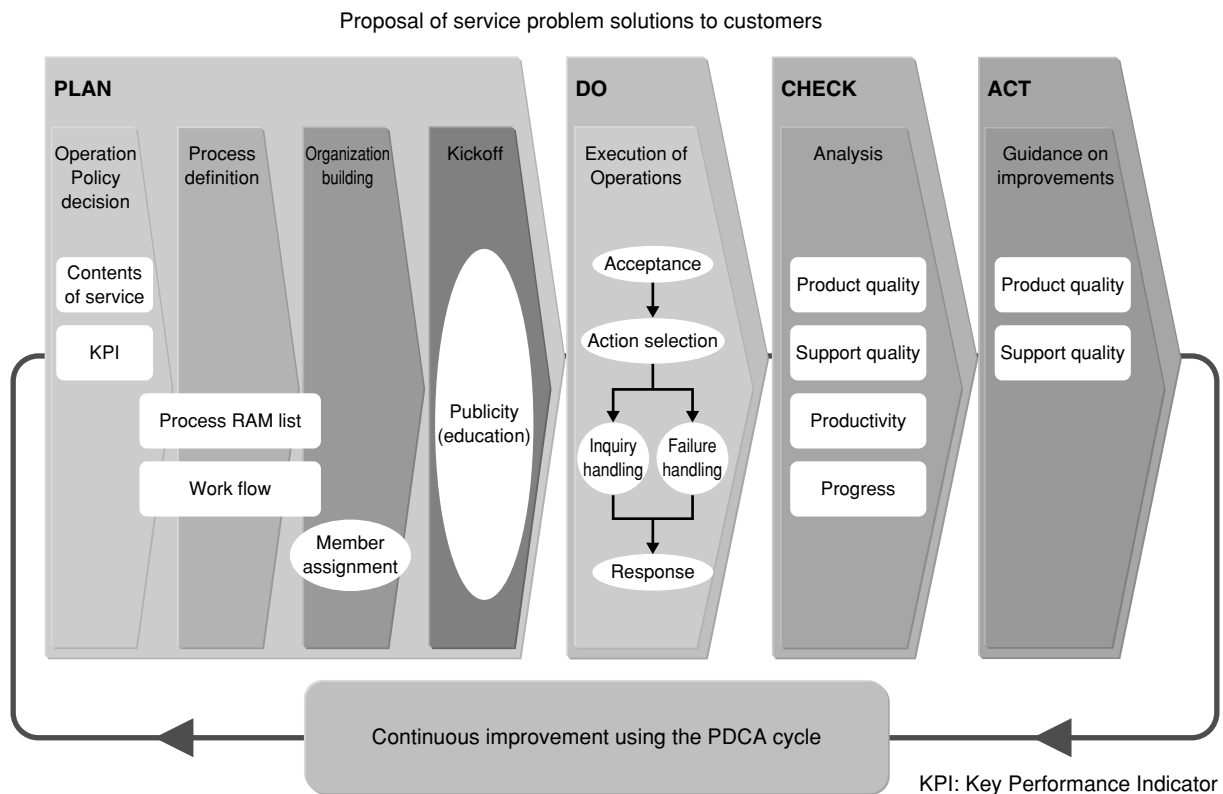 Proposal of service problem solutions to customers
PLAN
Operation
Policy
decision
Contents
of service
KPI
Process
definition
Process RAM list
Work flow
Organization
building
Member
assignment
Kickoff
Publicity
(education)
DO
Execution of
Operations
Acceptance
Action selection
Inquiry
handling
Failure
handling
Response
CHECK
Analysis
Product quality
Support quality
Productivity
Progress
ACT
Guidance on
improvements
Product quality
Support quality
Continuous improvement using the PDCA cycle
KPI: Key Performance Indicator